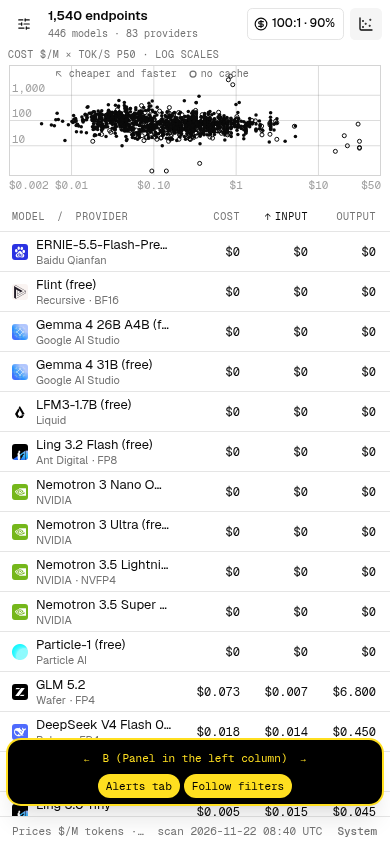 1,540 endpoints
446 models · 83 providers
100:1 · 90%
COST $/M × TOK/S P50 · LOG SCALES
↖ cheaper and faster
no cache
1,000
100
10
$0.002 $0.01 $0.10 $1 $10 $50
MODEL / PROVIDER COST ↑ INPUT OUTPUT
ERNIE-5.5-Flash-Pre… $0 $0 $0
Baidu Qianfan
Flint (free) $0 $0 $0
Recursive · BF16
Gemma 4 26B A4B (f… $0 $0 $0
Google AI Studio
Gemma 4 31B (free) $0 $0 $0
Google AI Studio
LFM3-1.7B (free) $0 $0 $0
Liquid
Ling 3.2 Flash (free) $0 $0 $0
Ant Digital · FP8
Nemotron 3 Nano O… $0 $0 $0
NVIDIA
Nemotron 3 Ultra (fre… $0 $0 $0
NVIDIA
Nemotron 3.5 Lightni… $0 $0 $0
NVIDIA · NVFP4
Nemotron 3.5 Super … $0 $0 $0
NVIDIA
Particle-1 (free) $0 $0 $0
Particle AI
GLM 5.2 $0.073 $0.007 $6.800
Wafer · FP4
DeepSeek V4 Flash 0… $0.018 $0.014 $0.450
← B (Panel in the left column) →
Alerts tab
Follow filters
$0.005 $0.015 $0.045
Prices $/M tokens ·… scan 2026-11-22 08:40 UTC System